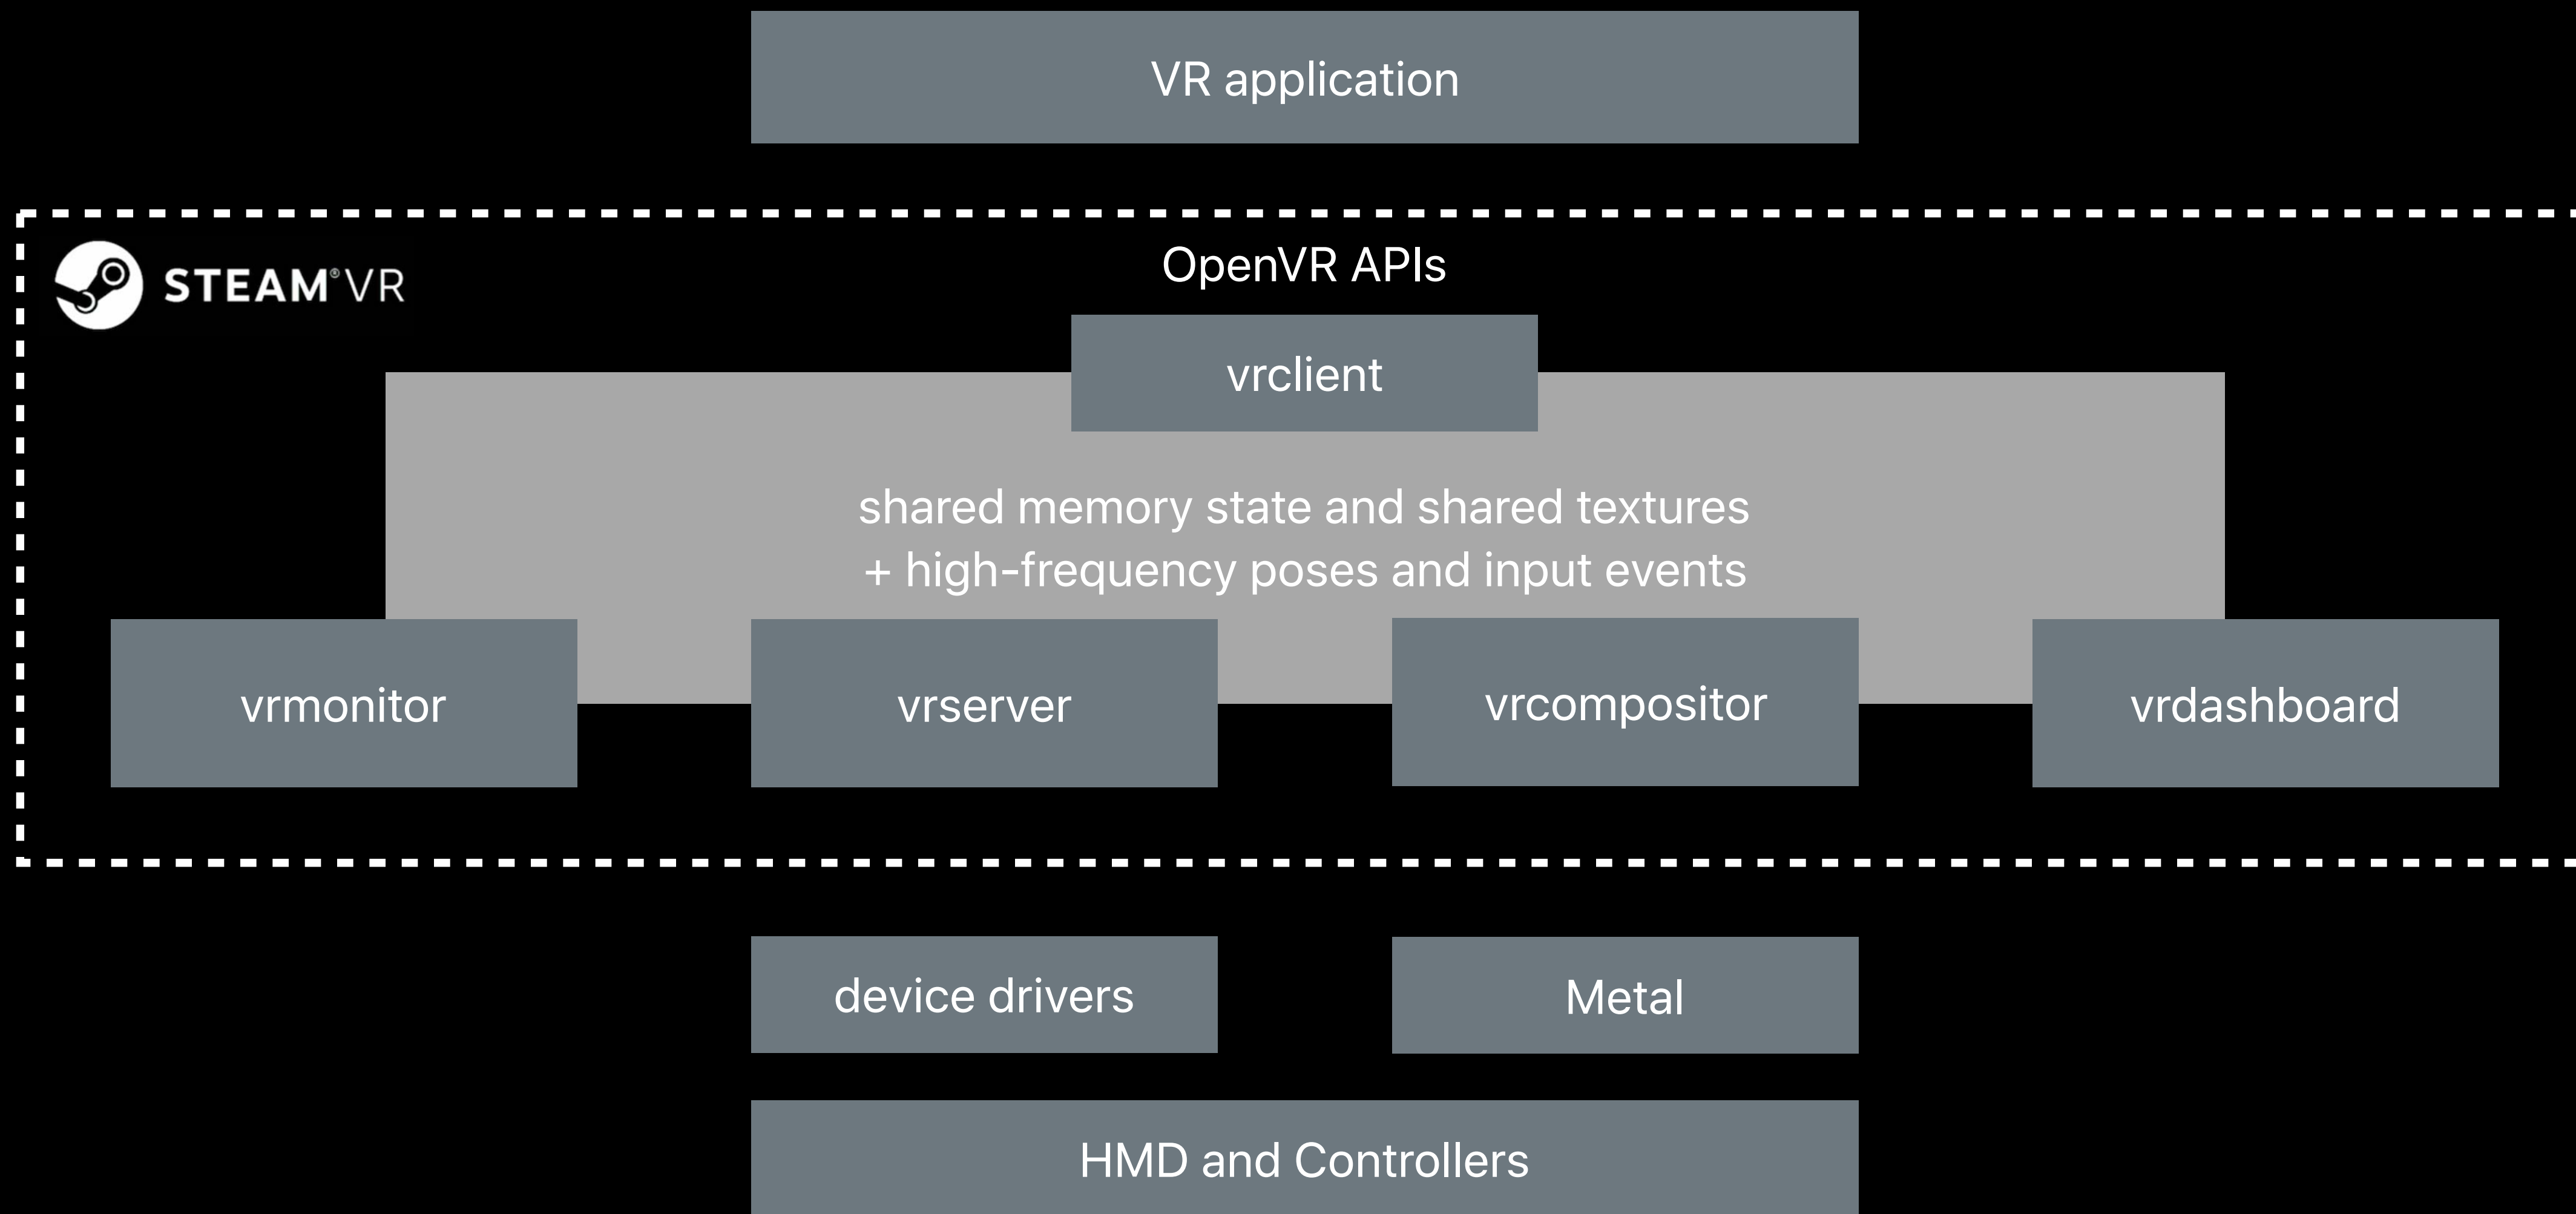 VR application
STEAM®VR
OpenVR APIs
vrclient
shared memory state and shared textures
+ high-frequency poses and input events
vrmonitor
vrserver
vrcompositor
vrdashboard
device drivers
Metal
HMD and Controllers